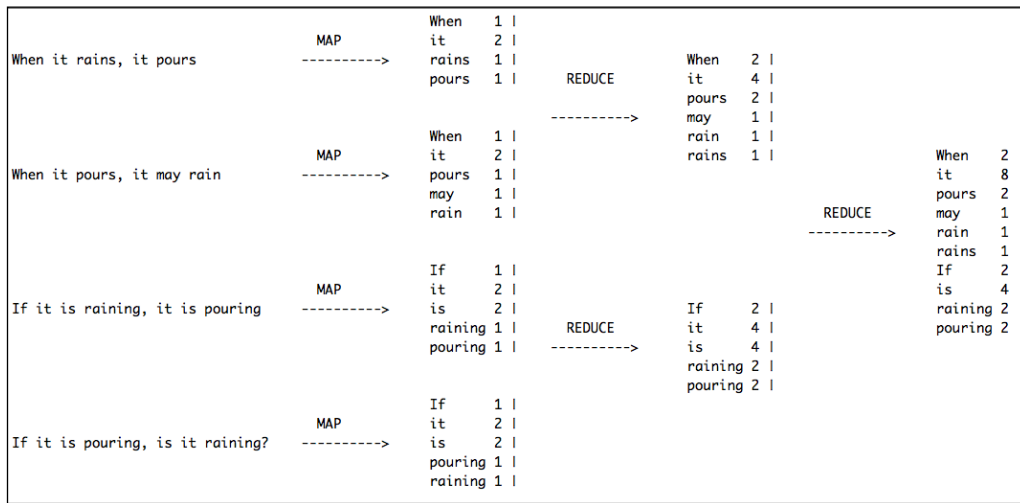 When 1 |
MAP it 2 |
When it rains, it pours ----------> rains 1 | When 2 |
pours 1 | REDUCE it 4 |
pours 2 |
----------> may 1 |
When 1 | rain 1 |
MAP it 2 | rains 1 | When 2
When it pours, it may rain ----------> pours 1 | it 8
may 1 | pours 2
rain 1 | REDUCE may 1
----------> rain 1
rains 1
If 1 | If 2
MAP it 2 | is 4
If it is raining, it is pouring ----------> is 2 | If 2 | raining 2
raining 1 | REDUCE it 4 | pouring 2
pouring 1 | ----------> is 4 |
raining 2 |
pouring 2 |
If 1 |
MAP it 2 |
If it is pouring, is it raining? ----------> is 2 |
pouring 1 |
raining 1 |